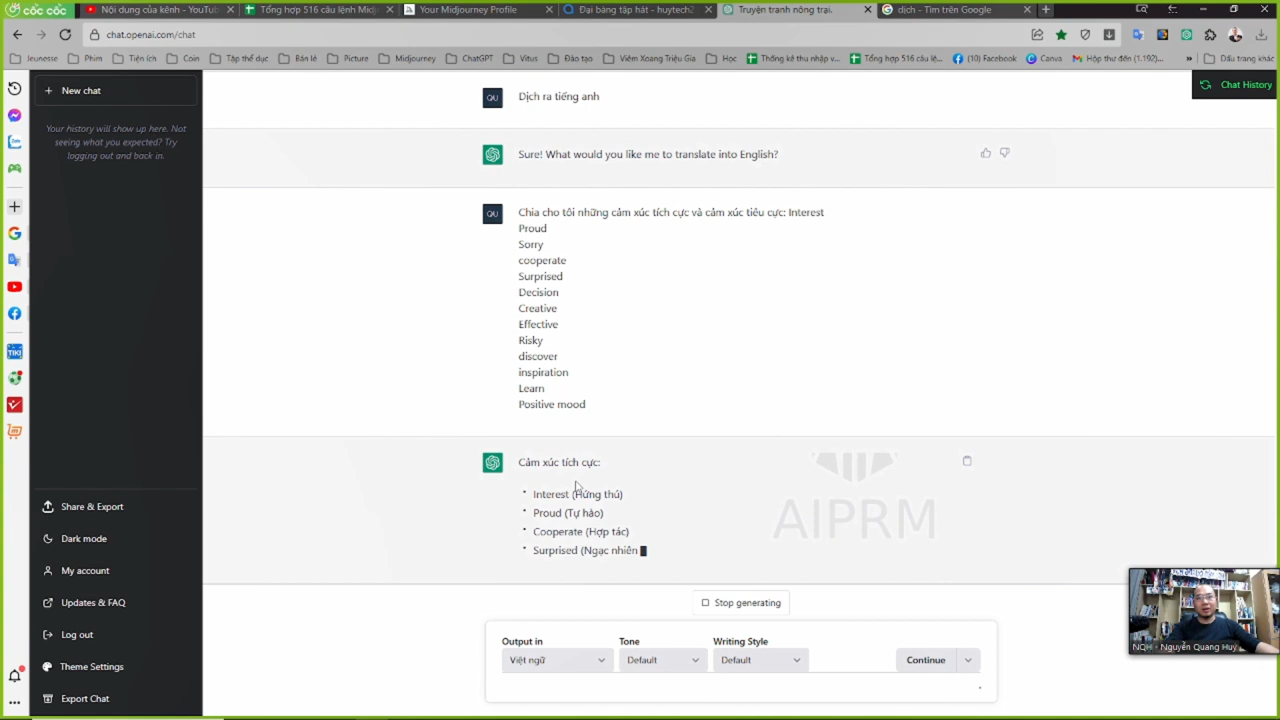 cốc cốc
Nội dung của kênh - YouTub
Tổng hợp 516 câu lệnh Midj
Your Midjourney Profile
Đại bàng tập hát - huytech2
Truyện tranh nông trại.
dịch - Tìm trên Google
chat.openai.com/chat
Jeunesse
Phim
Tiện ích
Coin
Tập thể dục
Bán lẻ
Picture
Midjourney
ChatGPT
Vitus
Đào tạo
Viêm Xoang Triệu Gia
Học
Thống kê thu nhập v...
Tổng hợp 516 câu lệ...
(10) Facebook
Canva
Hộp thư đến (1.192)...
»
Dấu trang khác
New chat
Chat History
Your history will show up here. Not
seeing what you expected? Try
logging out and back in.
QU
Dịch ra tiếng anh
Sure! What would you like me to translate into English?
QU
Chia cho tôi những cảm xúc tích cực và cảm xúc tiêu cực: Interest
Proud
Sorry
cooperate
Surprised
Decision
Creative
Effective
Risky
discover
inspiration
Learn
Positive mood
TIKI
Cảm xúc tích cực:
• Interest (Hứng thú)
• Proud (Tự hào)
• Cooperate (Hợp tác)
• Surprised (Ngạc nhiên
AIPRM
Share & Export
Dark mode
My account
Updates & FAQ
Log out
Theme Settings
Export Chat
Stop generating
Output in
Tone
Writing Style
Việt ngữ
Default
Default
Continue
NQH - Nguyễn Quang Huy